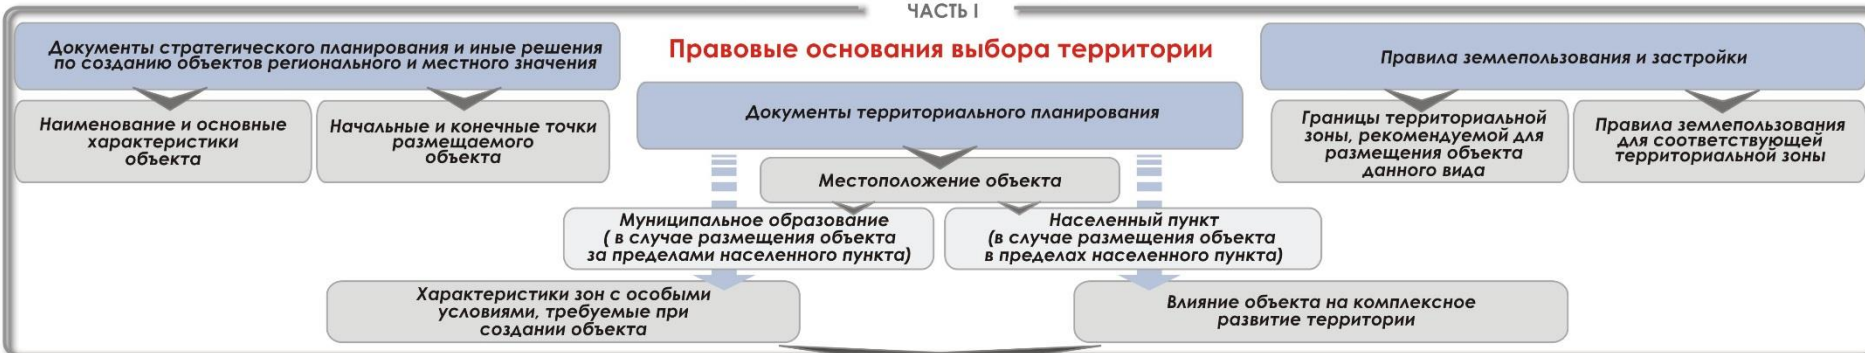 ЧАСТЬ I
Документы стратегического планирования и иные решения
по созданию объектов регионального и местного значения
Правовые основания выбора территории
Правила землепользования и застройки
Наименование и основные
характеристики
объекта
Начальные и конечные точки
размещаемого
объекта
Документы территориального планирования
Границы территориальной
зоны, рекомендуемой для
размещения объекта
данного вида
Правила землепользования
для соответствующей
территориальной зоны
Местоположение объекта
Муниципальное образование
( в случае размещения объекта
за пределами населенного пункта)
Населенный пункт
(в случае размещения объекта
в пределах населенного пункта)
Характеристики зон с особыми
условиями, требуемые при
создании объекта
Влияние объекта на комплексное
развитие территории